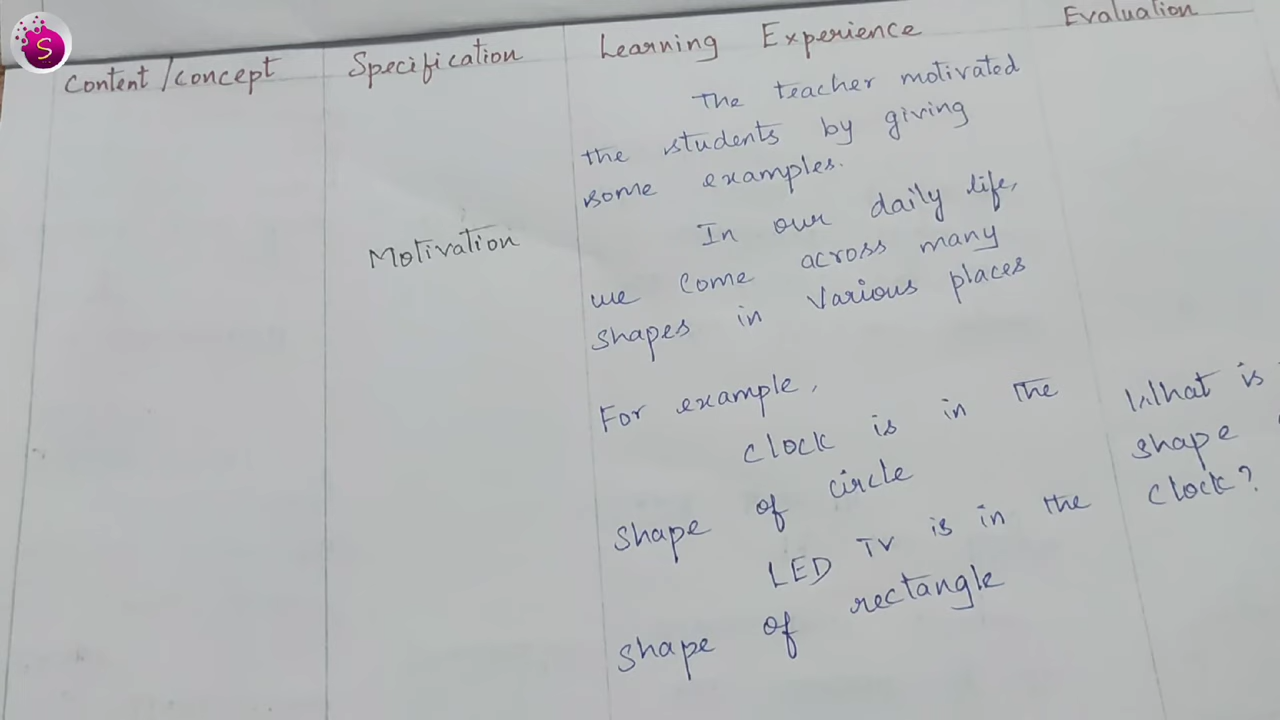 S
Content/concept
Specification
Learning Experience
Evaluation
The teacher motivated
the students by giving
some examples.
In our daily life,
we come across many
shapes in various places
Motivation
For example,
clock is in the
shape of circle
LED TV is in the
shape of rectangle
What is
shape
clock?